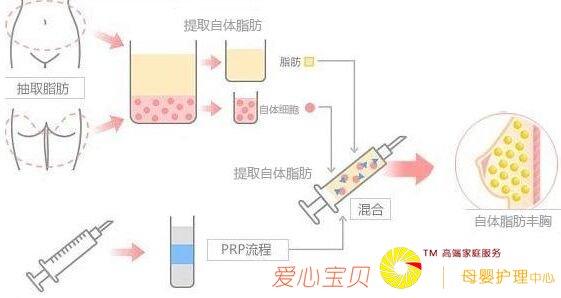 提取自体脂肪
抽取脂肪
脂肪
自体细胞
提取自体脂肪
混合
自体脂肪丰胸
PRP流程
爱心宝贝
TM 高端家庭服务
母婴护理中心